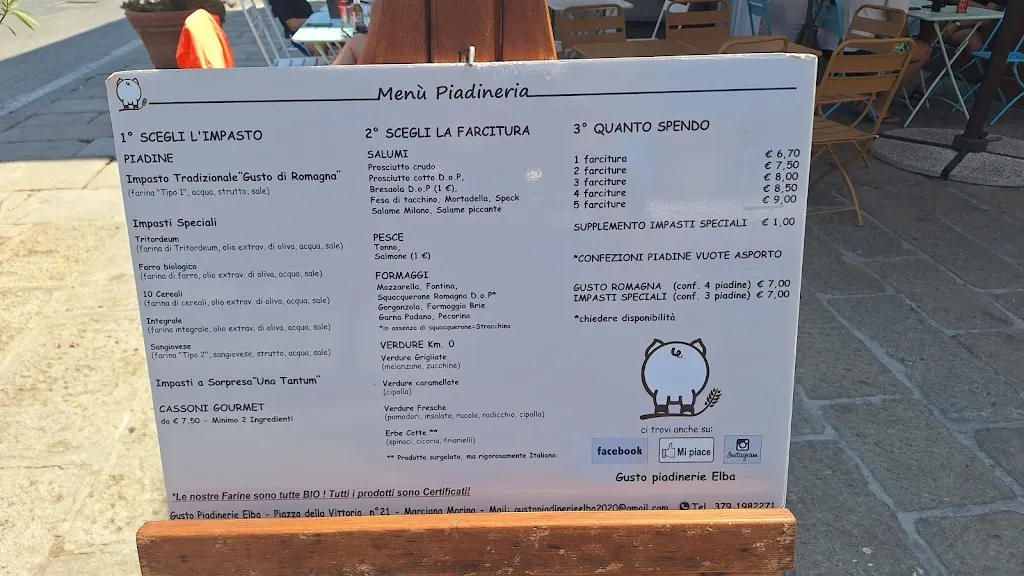 Menù Piadineria
1° SCEGLI L'IMPASTO
PIADINE
Impasto Tradizionale"Gusto di Romagna"
(farina "Tipo 1", acqua, strutto, sale)
Impasti Speciali
Tritordeum
(farina di Tritordeum, olio extrav. di oliva, acqua, sale)
Farro biologico
(farina di farro, olio extrav. di oliva, acqua, sale)
10 Cereali
(farina di cereali, olio extrav. di oliva, acqua, sale)
Integrale
(farina integrale, olio extrav. di oliva, acqua, sale)
Sangiovese
(farina "Tipo 2", sangiovese, strutto, acqua, sale)
Impasti a Sorpresa"Una Tantum"
CASSONI GOURMET
da € 7,50 - Minimo 2 Ingredienti
2° SCEGLI LA FARCITURA
SALUMI
Prosciutto crudo
Prosciutto cotto D.o.P,
Bresaola D.o.P (1 €),
Fesa di tacchino, Mortadella, Speck
Salame Milano, Salame piccante
PESCE
Tonno,
Salmone (1 €)
FORMAGGI
Mozzarella, Fontina,
Squacquerone Romagna D.o.P*
Gorgonzola, Formaggio Brie
Garna Padano, Pecorino
*in assenza di squacquerone=Stracchino
VERDURE Km. 0
Verdure Grigliate
(melanzane, zucchine)
Verdure caramellate
(cipolla)
Verdure Fresche
(pomodori, insalata, rucola, radicchio, cipolla)
Erbe Cotte **
(spinaci, cicoria, friarielli)
** Prodotto surgelato, ma rigorosamente Italiano.
3° QUANTO SPENDO
1 farcitura € 6,70
2 farciture € 7,50
3 farciture € 8,00
4 farciture € 8,50
5 farciture € 9,00
SUPPLEMENTO IMPASTI SPECIALI € 1,00
*CONFEZIONI PIADINE VUOTE ASPORTO
GUSTO ROMAGNA (conf. 4 piadine) € 7,00
IMPASTI SPECIALI (conf. 3 piadine) € 7,00
*chiedere disponibilità
ci trovi anche su:
facebook
Mi piace
Instagram
Gusto piadinerie Elba
*Le nostre Farine sono tutte BIO ! Tutti i prodotti sono Certificati!
Gusto Piadinerie Elba - Piazza della Vittoria n°21 - Marciana Marina - Mail: gustopiadinerieelba2020@gmail.com Tel. 379 1982271